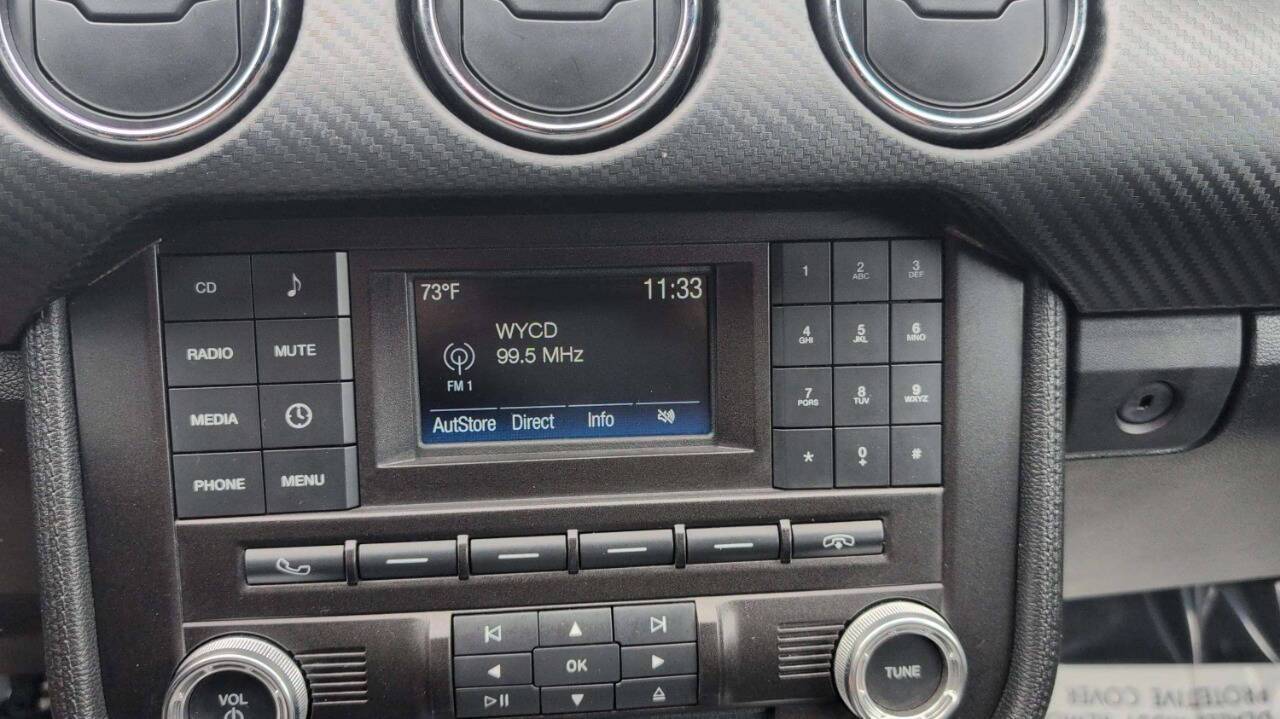 73°F 11:33
WYCD
99.5 MHz
FM 1
AutStore Direct Info
CD
RADIO MUTE
MEDIA
PHONE MENU
1 2 ABC 3 DEF
4 GHI 5 JKL 6 MNO
7 PQRS 8 TUV 9 WXYZ
* 0 + #
OK
VOL
TUNE
PROTECTIVE COVER